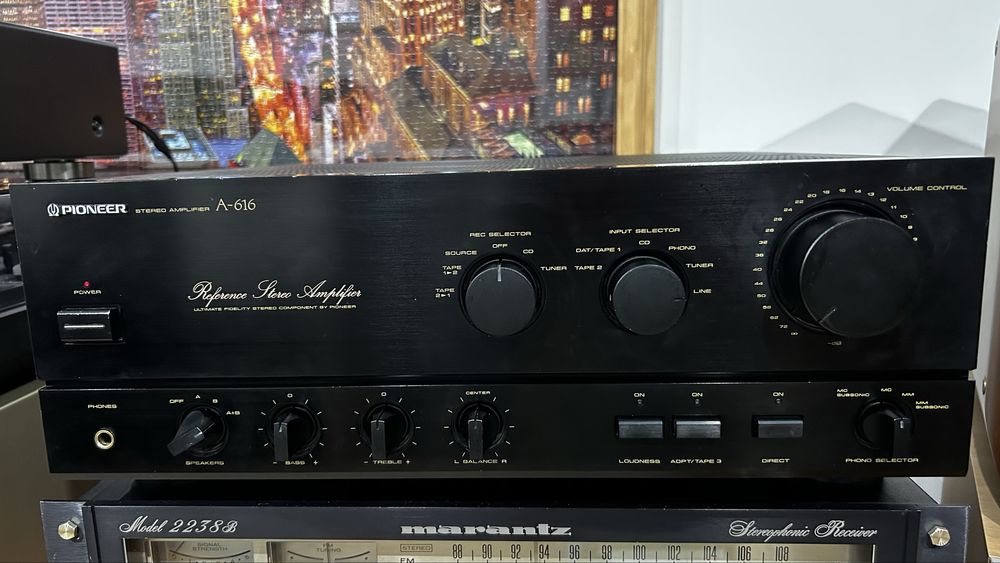 PIONEER STEREO AMPLIFIER A-616
VOLUME CONTROL
20 18 16 14 13 12 11 10 9
24 28 32 38 40 44 50 56 62 72 ∞
-dB
REC SELECTOR
SOURCE OFF CD
TAPE 1▸2 TUNER
TAPE 2▸1
INPUT SELECTOR
DAT/TAPE 1 CD PHONO
TAPE 2 TUNER
LINE
POWER
Reference Stereo Amplifier
ULTIMATE FIDELITY STEREO COMPONENT BY PIONEER
PHONES
OFF A B A+B
SPEAKERS
0
- BASS +
0
- TREBLE +
CENTER
L BALANCE R
ON
LOUDNESS
ON
ADPT/TAPE 3
ON
DIRECT
MC SUBSONIC MC MM MM SUBSONIC
PHONO SELECTOR
Model 2238B marantz Stereophonic Receiver
SIGNAL STRENGTH
FM TUNING
STEREO
FM
88 90 92 94 96 98 100 102 104 106 108